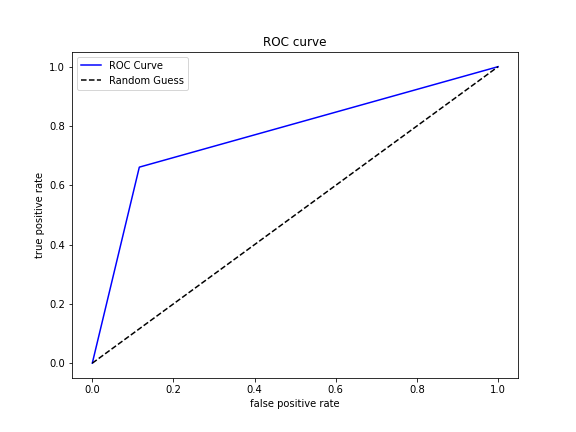 ROC curve
ROC Curve
Random Guess
true positive rate
1.0
0.8
0.6
0.4
0.2
0.0
0.0 0.2 0.4 0.6 0.8 1.0
false positive rate